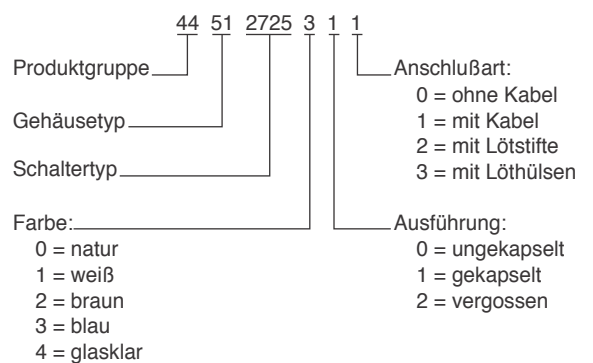 44 51 2725 3 1 1
Produktgruppe
Gehäusetyp
Schaltertyp
Farbe:
0 = natur
1 = weiß
2 = braun
3 = blau
4 = glasklar
Anschlußart:
0 = ohne Kabel
1 = mit Kabel
2 = mit Lötstifte
3 = mit Löthülsen
Ausführung:
0 = ungekapselt
1 = gekapselt
2 = vergossen